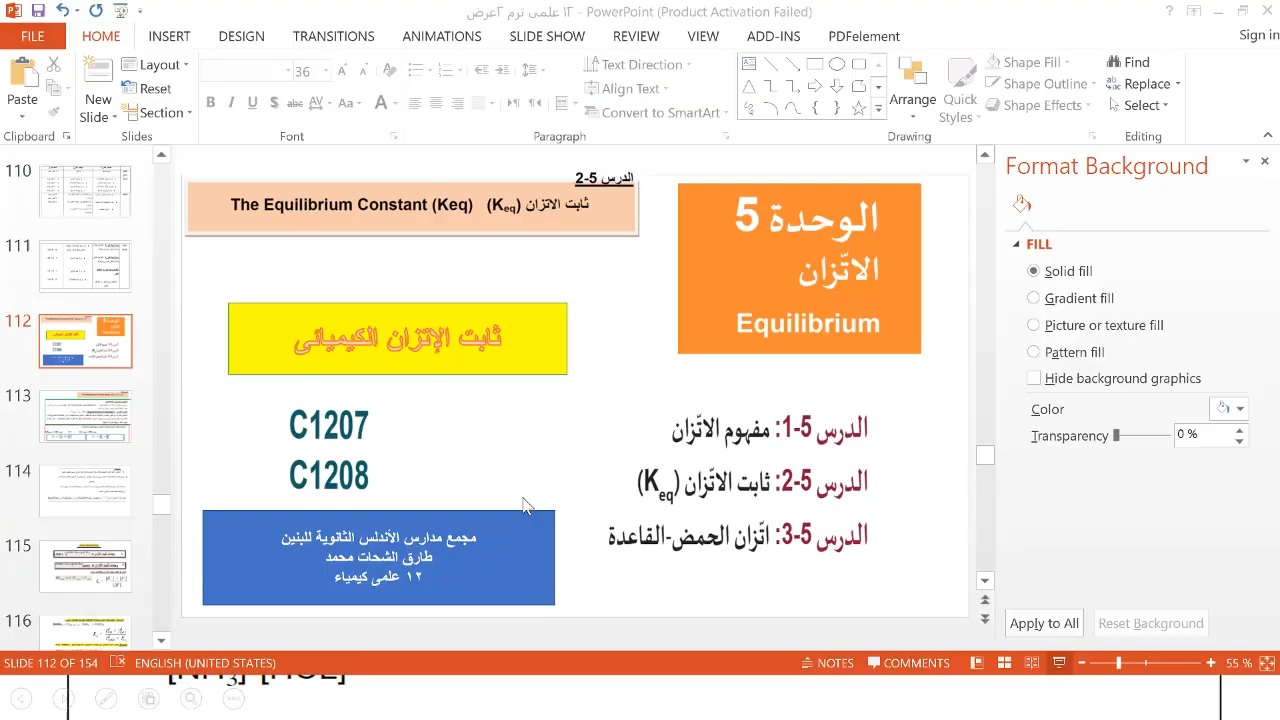 ١٢ علمى ترم ٢عرض - PowerPoint (Product Activation Failed)
FILE
HOME
INSERT
DESIGN
TRANSITIONS
ANIMATIONS
SLIDE SHOW
REVIEW
VIEW
ADD-INS
PDFelement
Sign in
Paste
New Slide
Layout
Reset
Section
36
Text Direction
Align Text
Convert to SmartArt
Arrange
Quick Styles
Shape Fill
Shape Outline
Shape Effects
Find
Replace
Select
Clipboard
Slides
Font
Paragraph
Drawing
Editing
110
111
112
113
114
115
116
الدرس 5-2
The Equilibrium Constant (Keq) (Keq) ثابت الاتزان
الوحدة 5
الاتّزان
Equilibrium
ثابت الإتزان الكيميائى
C1207
C1208
الدرس 5-1: مفهوم الاتّزان
الدرس 5-2: ثابت الاتّزان (Keq)
الدرس 5-3: اتّزان الحمض-القاعدة
مجمع مدارس الأندلس الثانوية للبنين
طارق الشحات محمد
١٢ علمى كيمياء
Format Background
FILL
Solid fill
Gradient fill
Picture or texture fill
Pattern fill
Hide background graphics
Color
Transparency
0 %
Apply to All
Reset Background
SLIDE 112 OF 154
ENGLISH (UNITED STATES)
NOTES
COMMENTS
55 %